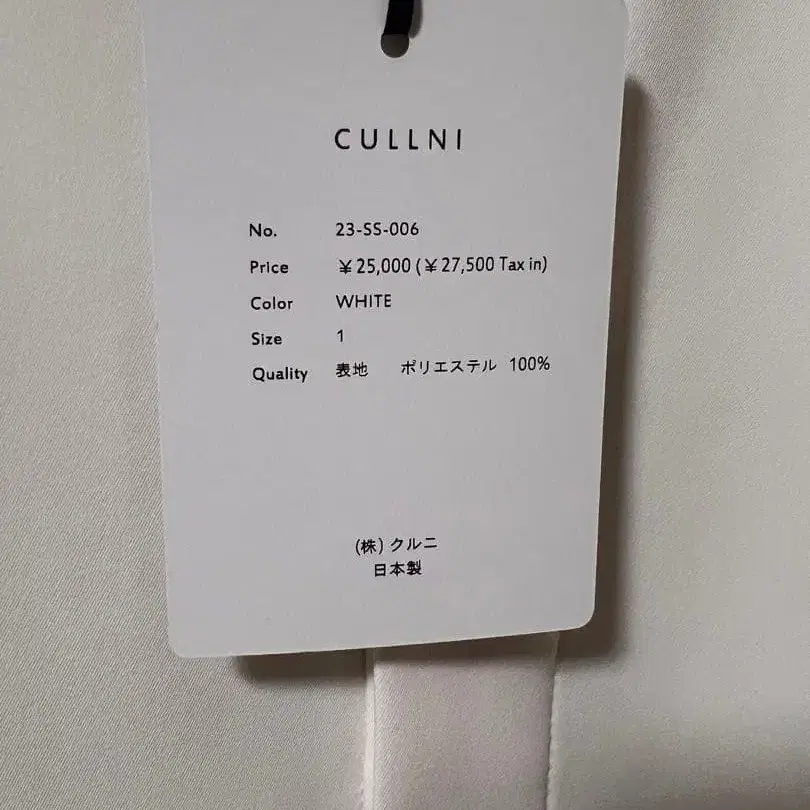 CULLNI
No. 23-SS-006
Price ¥25,000 (¥27,500 Tax in)
Color WHITE
Size 1
Quality 表地 ポリエステル 100%
(株) クルニ
日本製